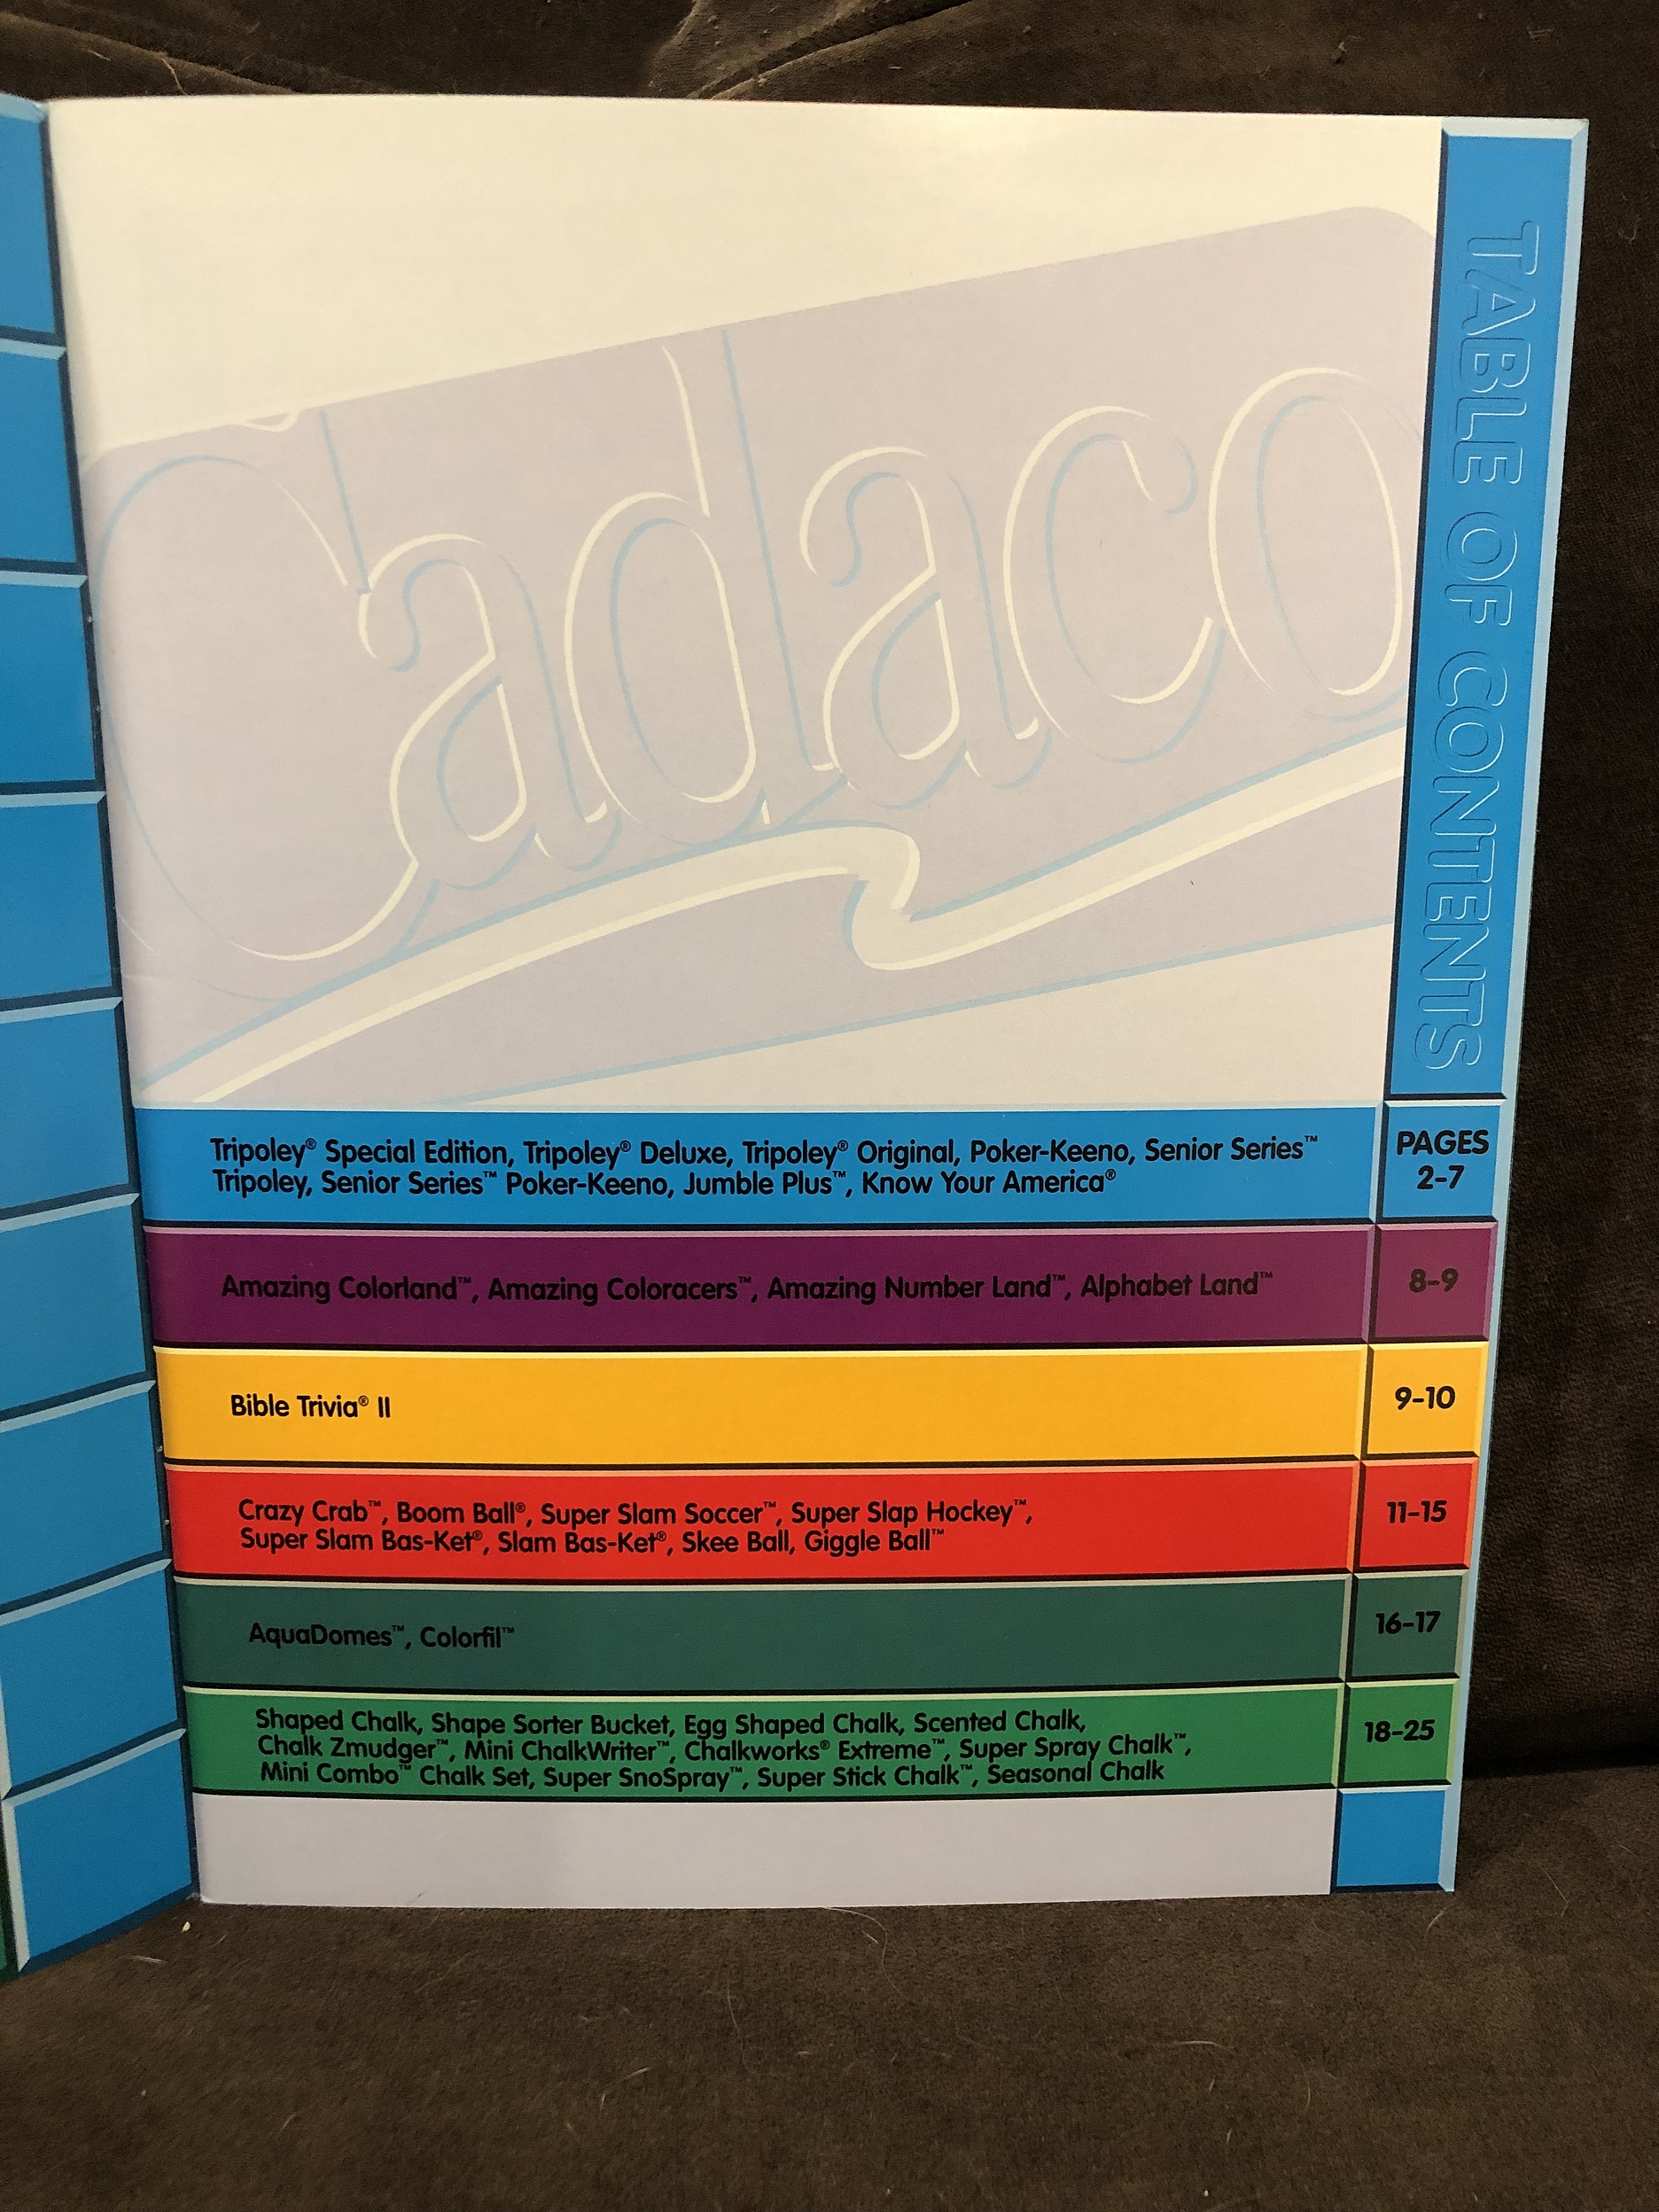 Cadaco
TABLE OF CONTENTS
Tripoley® Special Edition, Tripoley® Deluxe, Tripoley® Original, Poker-Keeno, Senior Series™
Tripoley, Senior Series™ Poker-Keeno, Jumble Plus™, Know Your America®
PAGES
2-7
Amazing Colorland™, Amazing Coloracers™, Amazing Number Land™, Alphabet Land™
8-9
Bible Trivia® II
9-10
Crazy Crab™, Boom Ball®, Super Slam Soccer™, Super Slap Hockey™,
Super Slam Bas-Ket®, Slam Bas-Ket®, Skee Ball, Giggle Ball™
11-15
AquaDomes™, Colorfil™
16-17
Shaped Chalk, Shape Sorter Bucket, Egg Shaped Chalk, Scented Chalk,
Chalk Zmudger™, Mini ChalkWriter™, Chalkworks® Extreme™, Super Spray Chalk™,
Mini Combo™ Chalk Set, Super SnoSpray™, Super Stick Chalk™, Seasonal Chalk
18-25